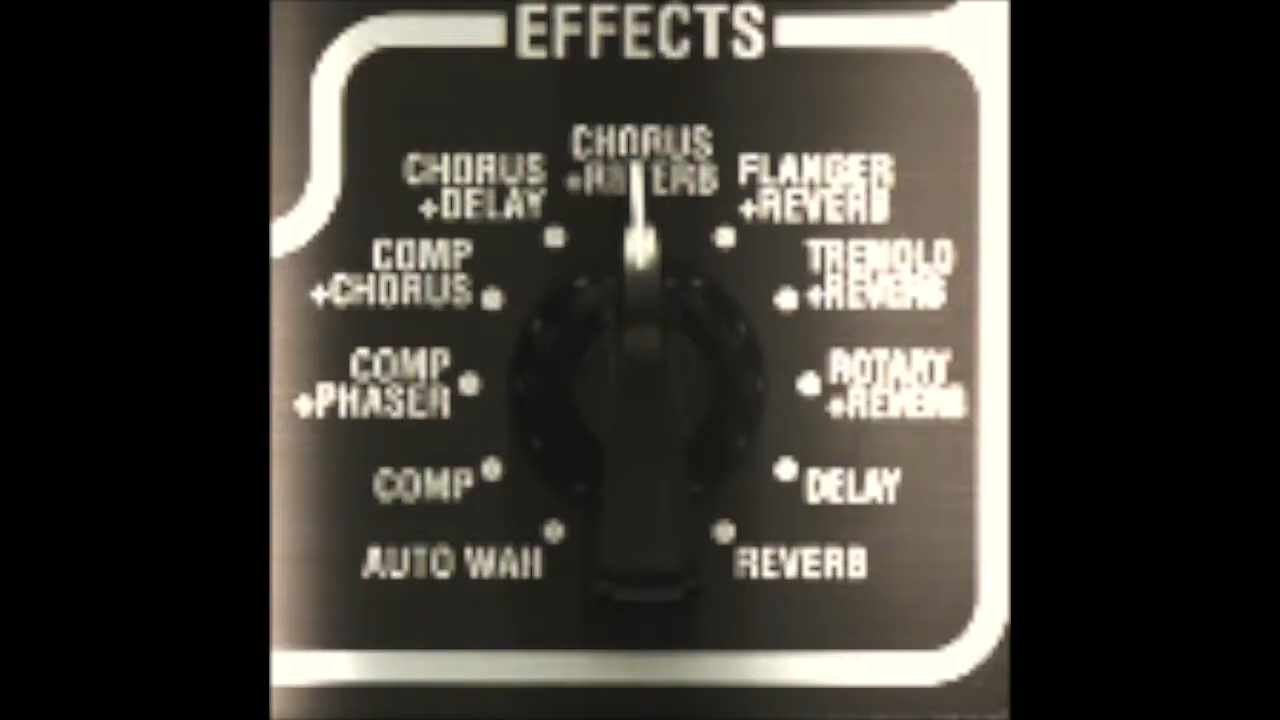 EFFECTS
CHORUS
+REVERB
CHORUS
+DELAY
FLANGER
+REVERB
COMP
+CHORUS
TREMOLO
+REVERB
COMP
+PHASER
ROTARY
+REVERB
COMP
DELAY
AUTO WAH
REVERB